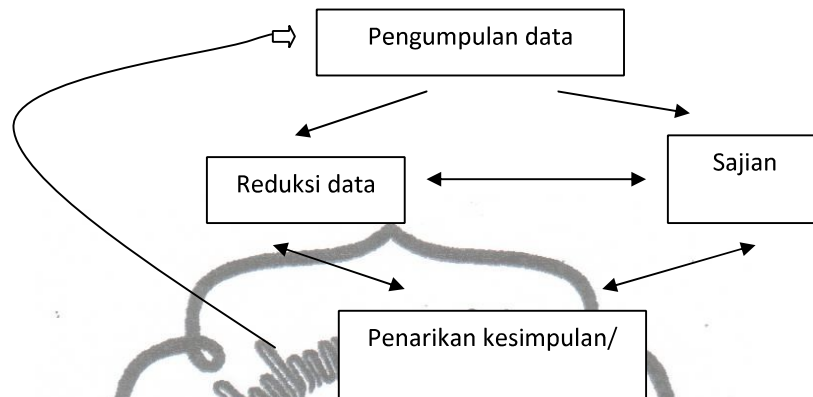 Pengumpulan data
Sajian
Reduksi data
Penarikan kesimpulan/